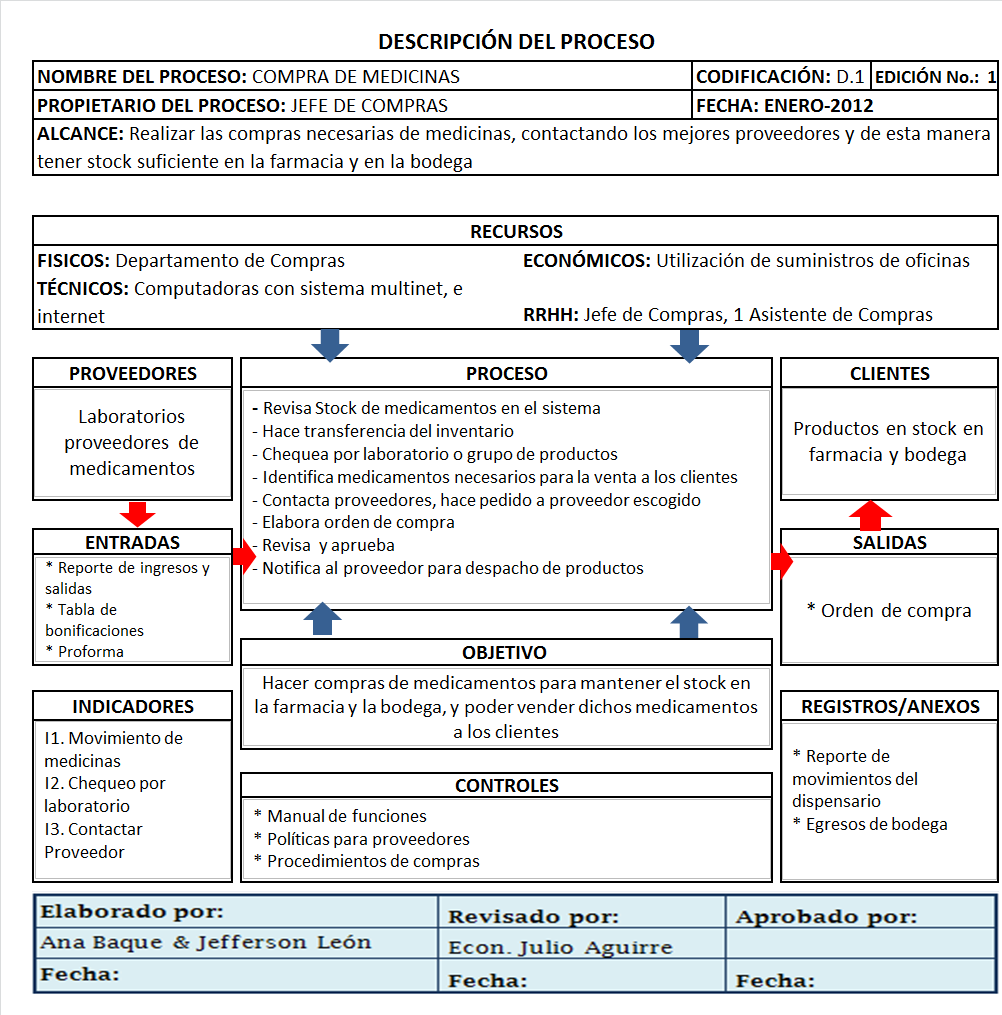 DESCRIPCIÓN DEL PROCESO
NOMBRE DEL PROCESO: COMPRA DE MEDICINAS
CODIFICACIÓN: D.1
EDICIÓN No.: 1
PROPIETARIO DEL PROCESO: JEFE DE COMPRAS
FECHA: ENERO-2012
ALCANCE: Realizar las compras necesarias de medicinas, contactando los mejores proveedores y de esta manera
tener stock suficiente en la farmacia y en la bodega
RECURSOS
FISICOS: Departamento de Compras
TÉCNICOS: Computadoras con sistema multinet, e
internet
ECONÓMICOS: Utilización de suministros de oficinas
RRHH: Jefe de Compras, 1 Asistente de Compras
PROVEEDORES
Laboratorios
proveedores de
medicamentos
ENTRADAS
* Reporte de ingresos y
salidas
* Tabla de
bonificaciones
* Proforma
INDICADORES
I1. Movimiento de
medicinas
I2. Chequeo por
laboratorio
I3. Contactar
Proveedor
PROCESO
- Revisa Stock de medicamentos en el sistema
- Hace transferencia del inventario
- Chequea por laboratorio o grupo de productos
- Identifica medicamentos necesarios para la venta a los clientes
- Contacta proveedores, hace pedido a proveedor escogido
- Elabora orden de compra
- Revisa y aprueba
- Notifica al proveedor para despacho de productos
OBJETIVO
Hacer compras de medicamentos para mantener el stock en
la farmacia y la bodega, y poder vender dichos medicamentos
a los clientes
CONTROLES
* Manual de funciones
* Políticas para proveedores
* Procedimientos de compras
CLIENTES
Productos en stock en
farmacia y bodega
SALIDAS
* Orden de compra
REGISTROS/ANEXOS
* Reporte de
movimientos del
dispensario
* Egresos de bodega
Elaborado por:
Ana Baque & Jefferson León
Fecha:
Revisado por:
Econ. Julio Aguirre
Fecha:
Aprobado por:
Fecha: